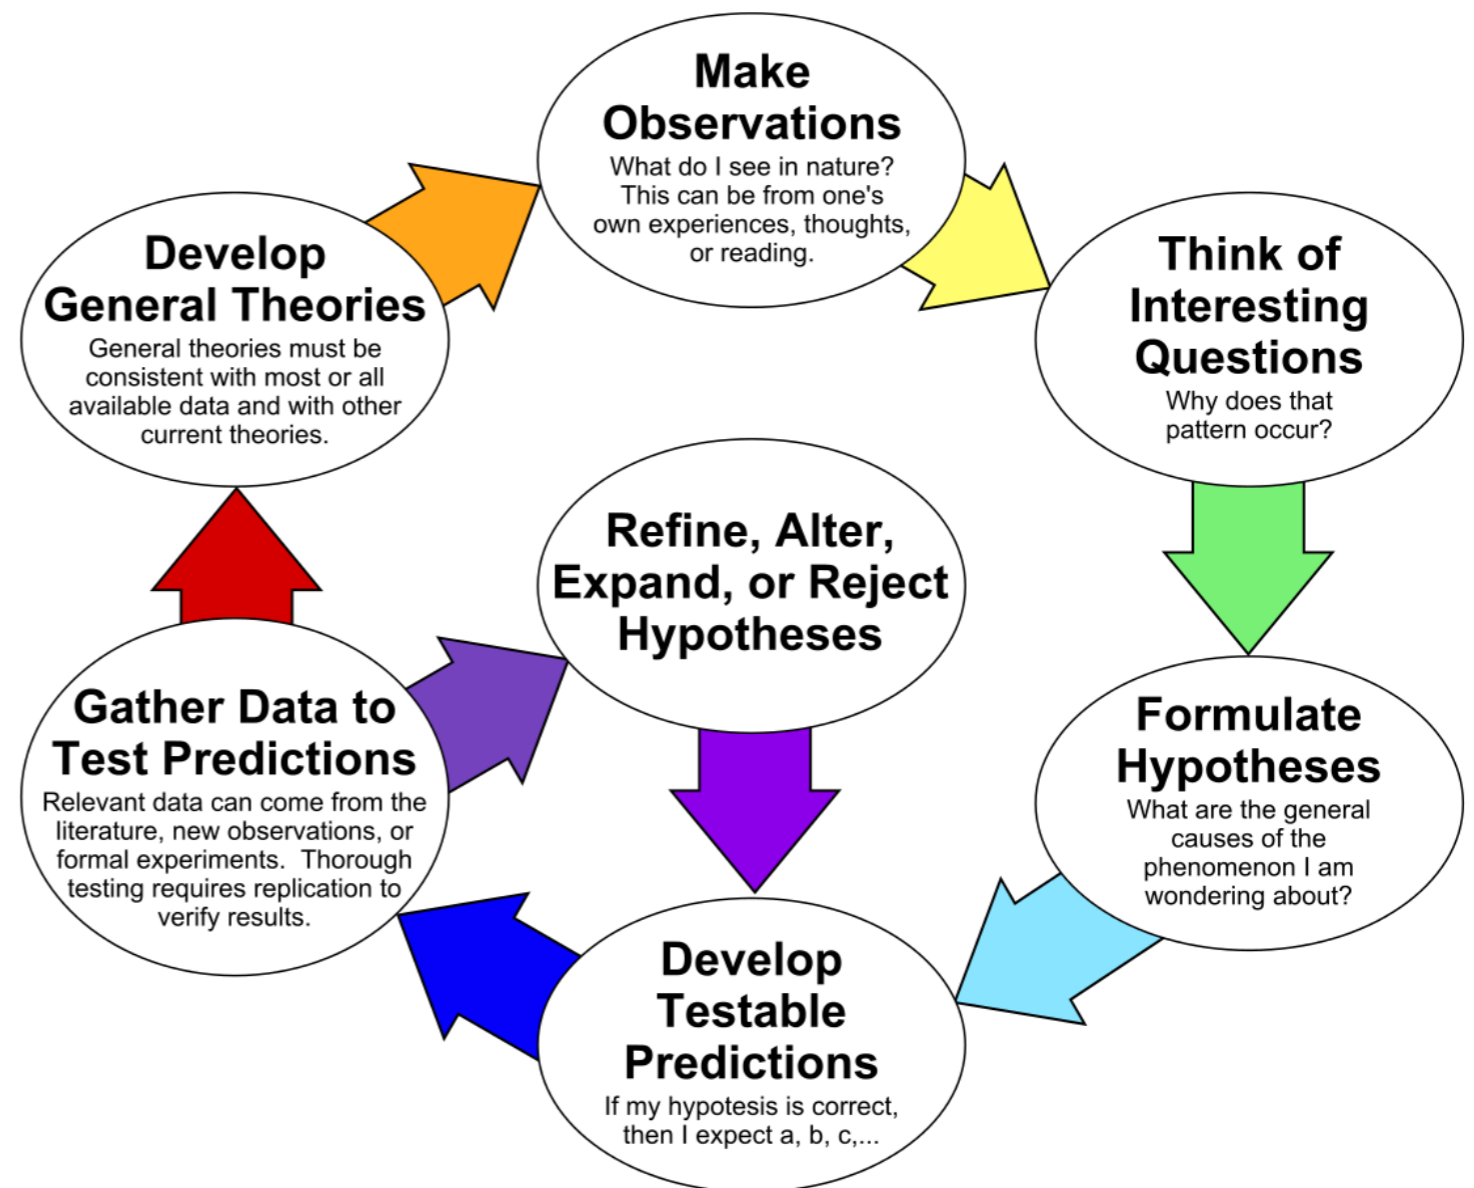 Make
Observations
What do I see in nature?
This can be from one's
own experiences, thoughts,
or reading.
Think of
Interesting
Questions
Why does that
pattern occur?
Formulate
Hypotheses
What are the general
causes of the
phenomenon I am
wondering about?
Develop
Testable
Predictions
If my hypotesis is correct,
then I expect a, b, c,...
Gather Data to
Test Predictions
Relevant data can come from the
literature, new observations, or
formal experiments.  Thorough
testing requires replication to
verify results.
Refine, Alter,
Expand, or Reject
Hypotheses
Develop
General Theories
General theories must be
consistent with most or all
available data and with other
current theories.